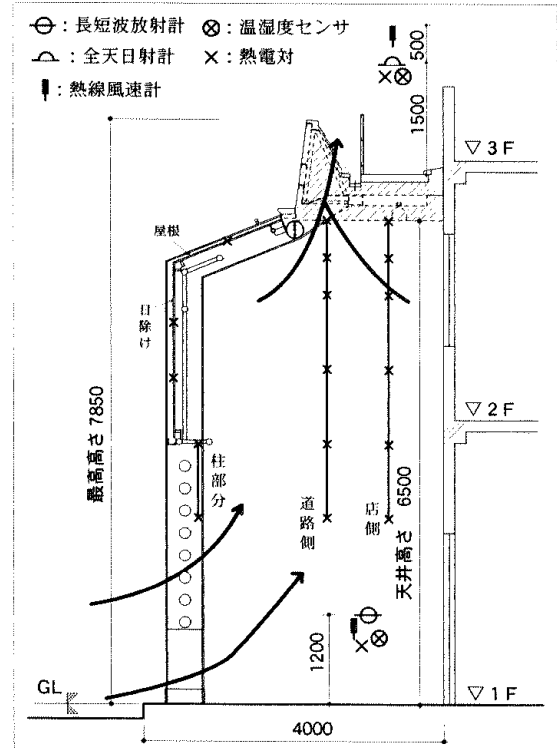 ：長短波放射計
：温湿度センサ
：全天日射計
：熱電対
：熱線風速計
500
1500
▽3F
屋根
日除け
最高高さ 7850
▽2F
柱部分
道路側
店側
天井高さ 6500
1200
GL
▽1F
4000